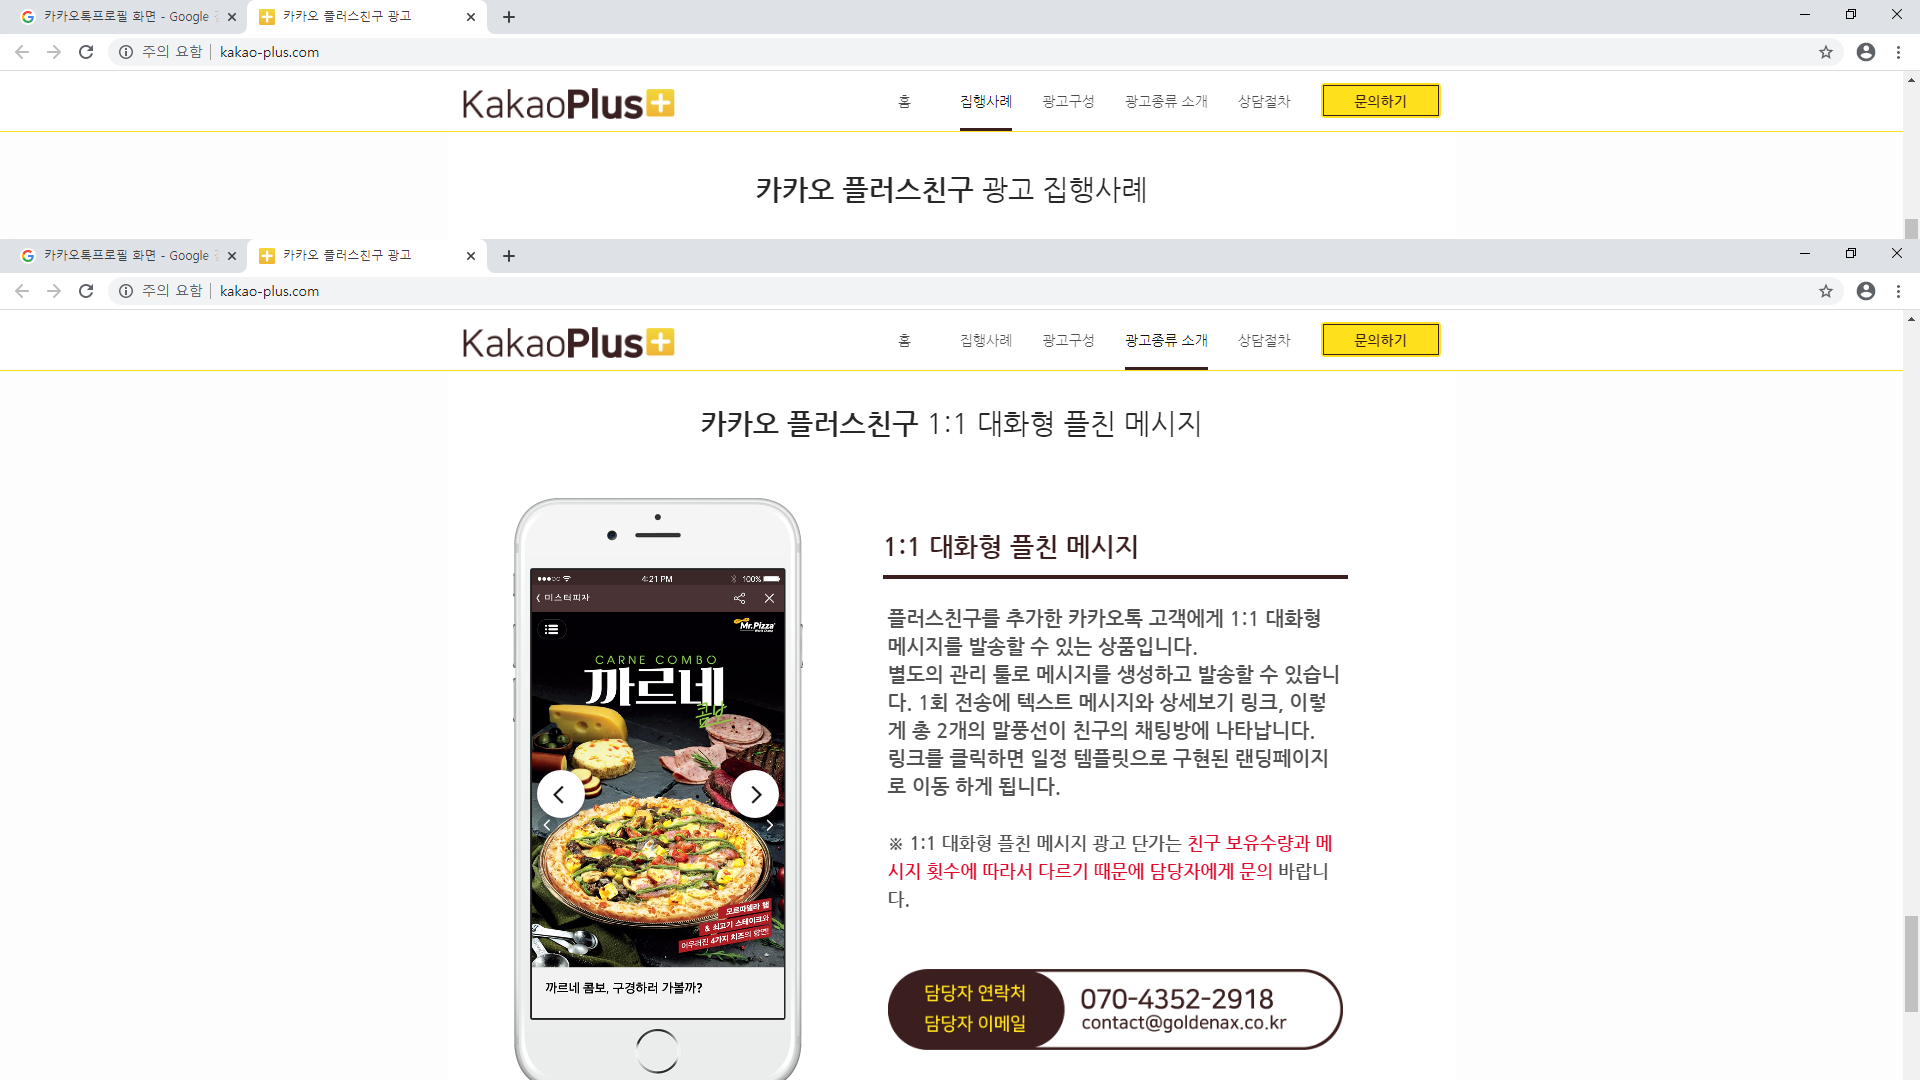 카카오톡프로필 화면 - Google
카카오 플러스친구 광고
주의 요함 | kakao-plus.com
KakaoPlus
홈 집행사례 광고구성 광고종류 소개 상담절차 문의하기
카카오 플러스친구 광고 집행사례
카카오톡프로필 화면 - Google
카카오 플러스친구 광고
주의 요함 | kakao-plus.com
KakaoPlus
홈 집행사례 광고구성 광고종류 소개 상담절차 문의하기
카카오 플러스친구 1:1 대화형 플친 메시지
4:21 PM 100%
미스터피자
Mr.Pizza
CARNE COMBO
까르네
콤보
모르따델라 햄
& 최고기 스테이크와
어우러진 4가지 치즈의 향연!
까르네 콤보, 구경하러 가볼까?
1:1 대화형 플친 메시지
플러스친구를 추가한 카카오톡 고객에게 1:1 대화형
메시지를 발송할 수 있는 상품입니다.
별도의 관리 툴로 메시지를 생성하고 발송할 수 있습니
다. 1회 전송에 텍스트 메시지와 상세보기 링크, 이렇
게 총 2개의 말풍선이 친구의 채팅방에 나타납니다.
링크를 클릭하면 일정 템플릿으로 구현된 랜딩페이지
로 이동 하게 됩니다.
※ 1:1 대화형 플친 메시지 광고 단가는 친구 보유수량과 메
시지 횟수에 따라서 다르기 때문에 담당자에게 문의 바랍니
다.
담당자 연락처 070-4352-2918
담당자 이메일 contact@goldenax.co.kr